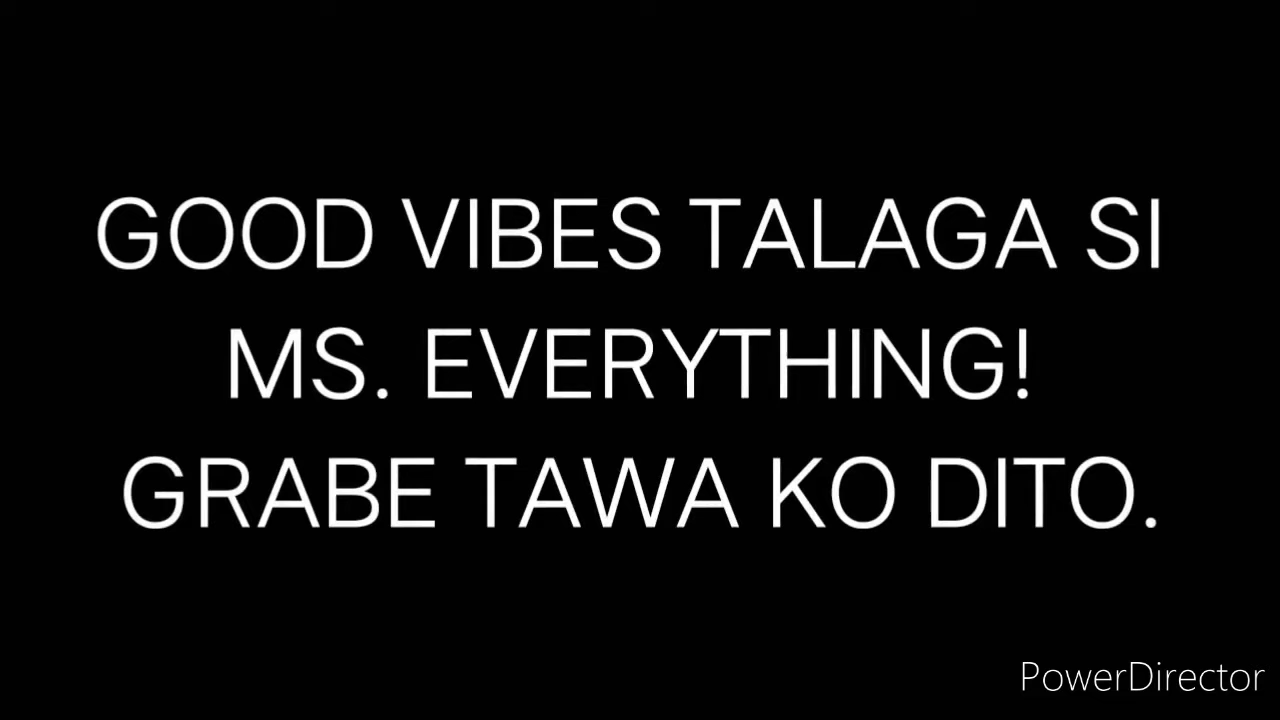 GOOD VIBES TALAGA SI
MS. EVERYTHING!
GRABE TAWA KO DITO.
PowerDirector